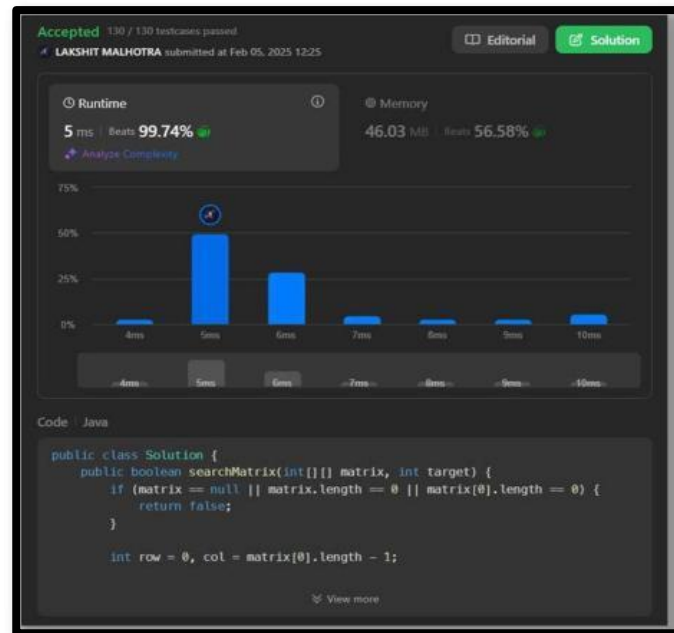 Accepted 130 / 130 testcases passed
LAKSHIT MALHOTRA submitted at Feb 05, 2025 12:25
Editorial
Solution
Runtime
5 ms | Beats 99.74%
Analyze Complexity
Memory
46.03 MB | Beats 56.58%
75%
50%
25%
0%
4ms 5ms 6ms 7ms 8ms 9ms 10ms
4ms 5ms 6ms 7ms 8ms 9ms 10ms
Code | Java
public class Solution {
public boolean searchMatrix(int[][] matrix, int target) {
if (matrix == null || matrix.length == 0 || matrix[0].length == 0) {
return false;
}
int row = 0, col = matrix[0].length - 1;
View more